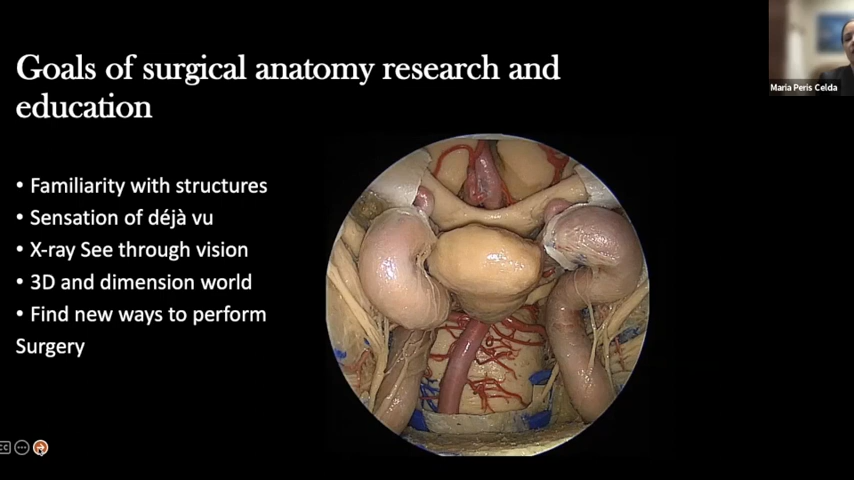 Goals of surgical anatomy research and
education
• Familiarity with structures
• Sensation of déjà vu
• X-ray See through vision
• 3D and dimension world
• Find new ways to perform
Surgery
Maria Peris Celda
CC